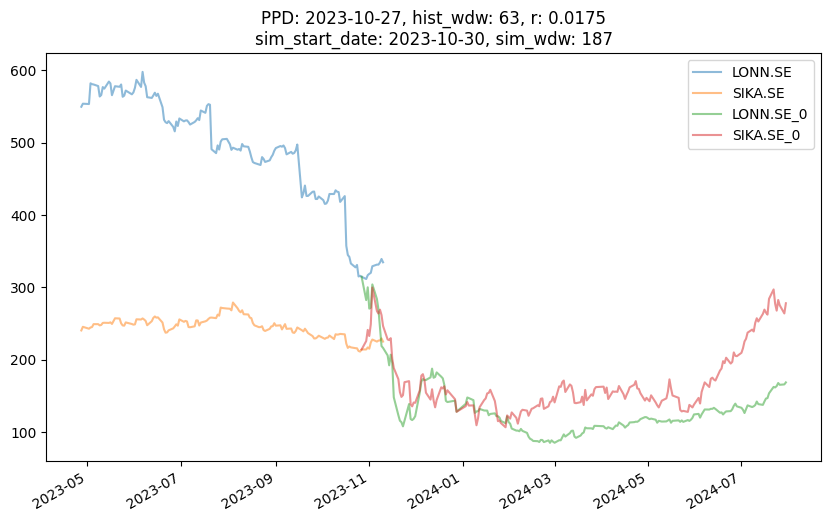 PPD: 2023-10-27, hist_wdw: 63, r: 0.0175
sim_start_date: 2023-10-30, sim_wdw: 187
LONN.SE
SIKA.SE
LONN.SE_0
SIKA.SE_0
600
500
400
300
200
100
2023-05
2023-07
2023-09
2023-11
2024-01
2024-03
2024-05
2024-07